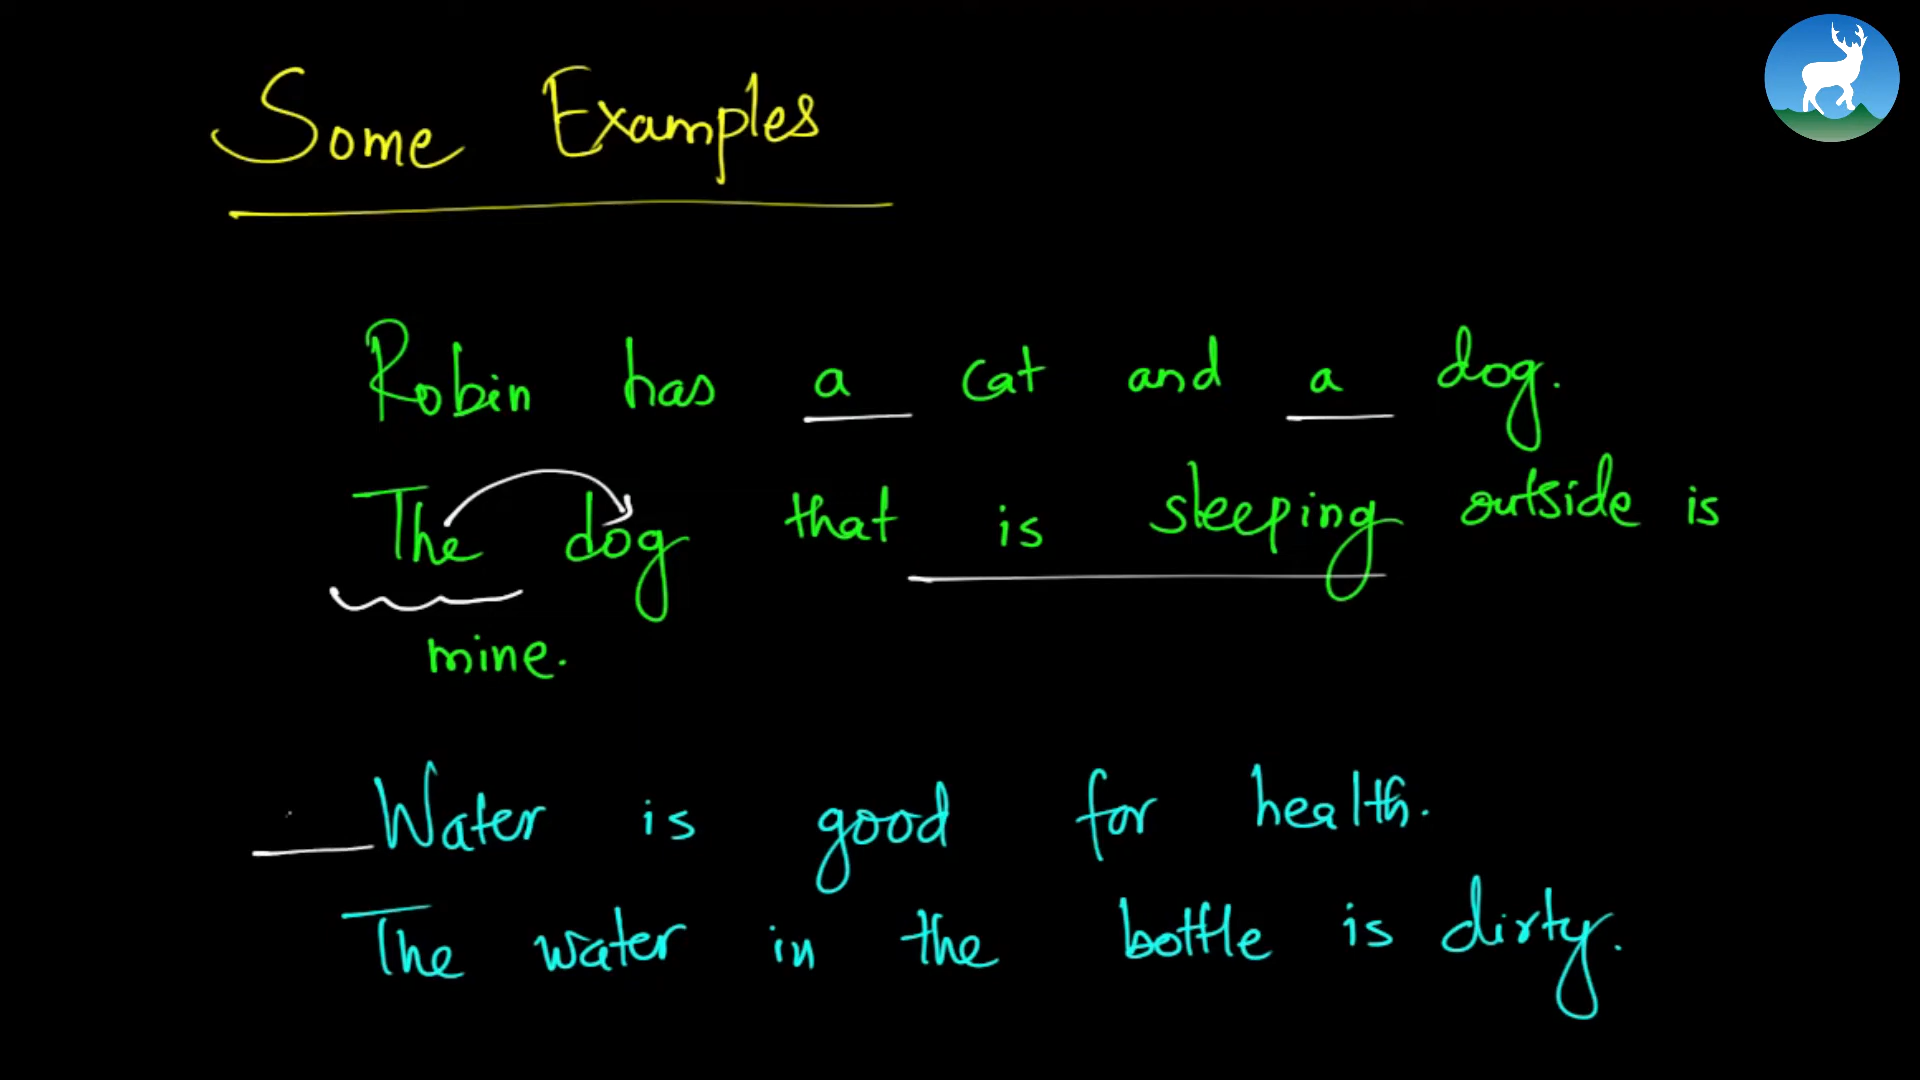 Some Examples
Robin has a cat and a dog.
The dog that is sleeping outside is
mine.
Water is good for health.
The water in the bottle is dirty.